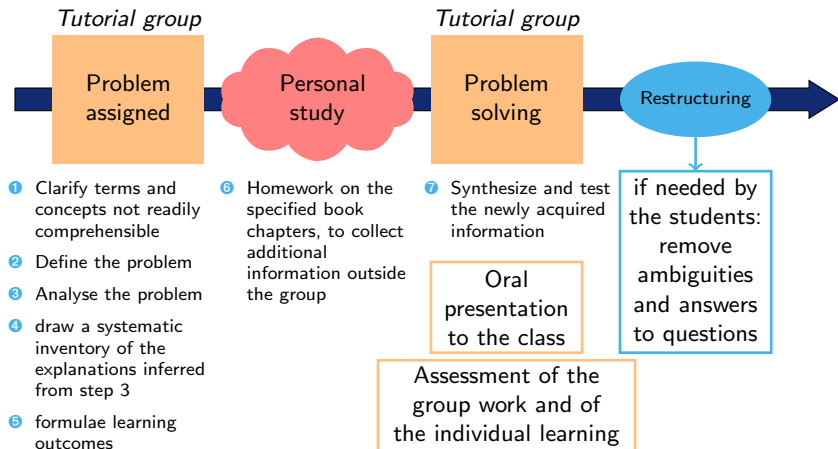 Tutorial group
Tutorial group
Problem
assigned
Personal
study
Problem
solving
Restructuring
1 Clarify terms and
concepts not readily
comprehensible
2 Define the problem
3 Analyse the problem
4 draw a systematic
inventory of the
explanations inferred
from step 3
5 formulae learning
outcomes
6 Homework on the
specified book
chapters, to collect
additional
information outside
the group
7 Synthesize and test
the newly acquired
information
Oral
presentation
to the class
Assessment of the
group work and of
the individual learning
if needed by
the students:
remove
ambiguities
and answers
to questions